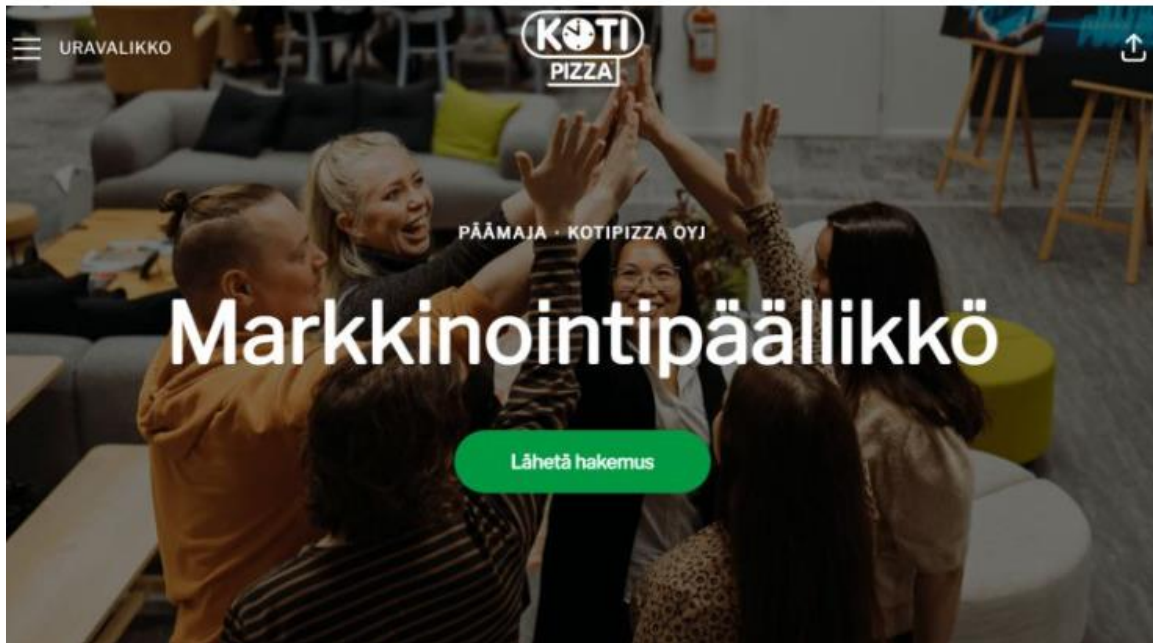 URAVALIKKO
KOTI
PIZZA
PÄÄMAJA · KOTIPIZZA OYJ
Markkinointipäällikkö
Lähetä hakemus